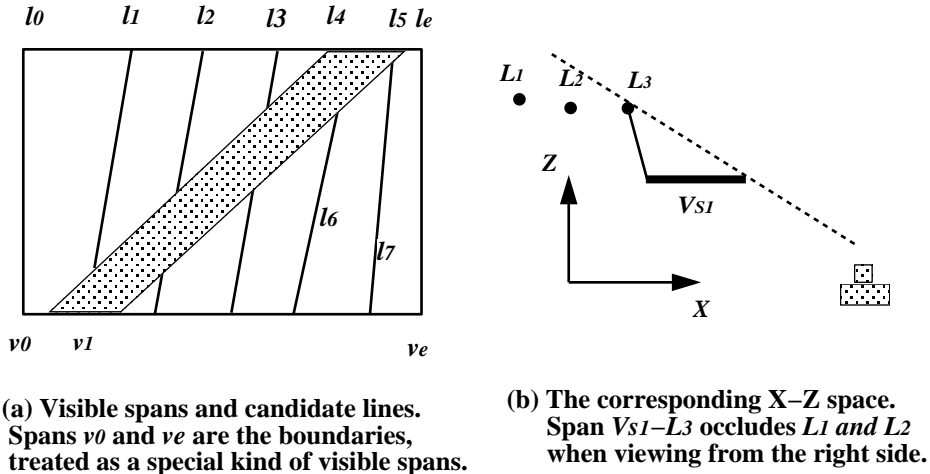 l0 l1 l2 l3 l4 l5 le
l6
l7
v0 v1 ve
(a) Visible spans and candidate lines.
Spans v0 and ve are the boundaries,
treated as a special kind of visible spans.
L1 L2 L3
Z
VS1
X
(b) The corresponding X−Z space.
Span Vs1−L3 occludes L1 and L2
when viewing from the right side.